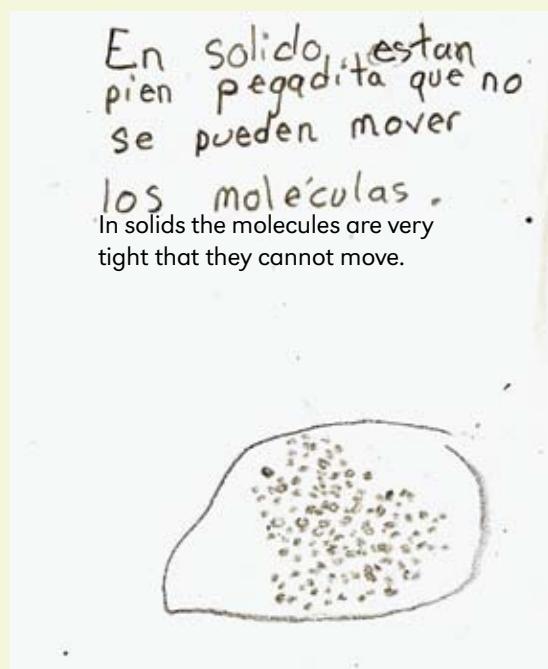 En solido, estan
pien pegadita que no
se pueden mover
los moléculas.
In solids the molecules are very
tight that they cannot move.